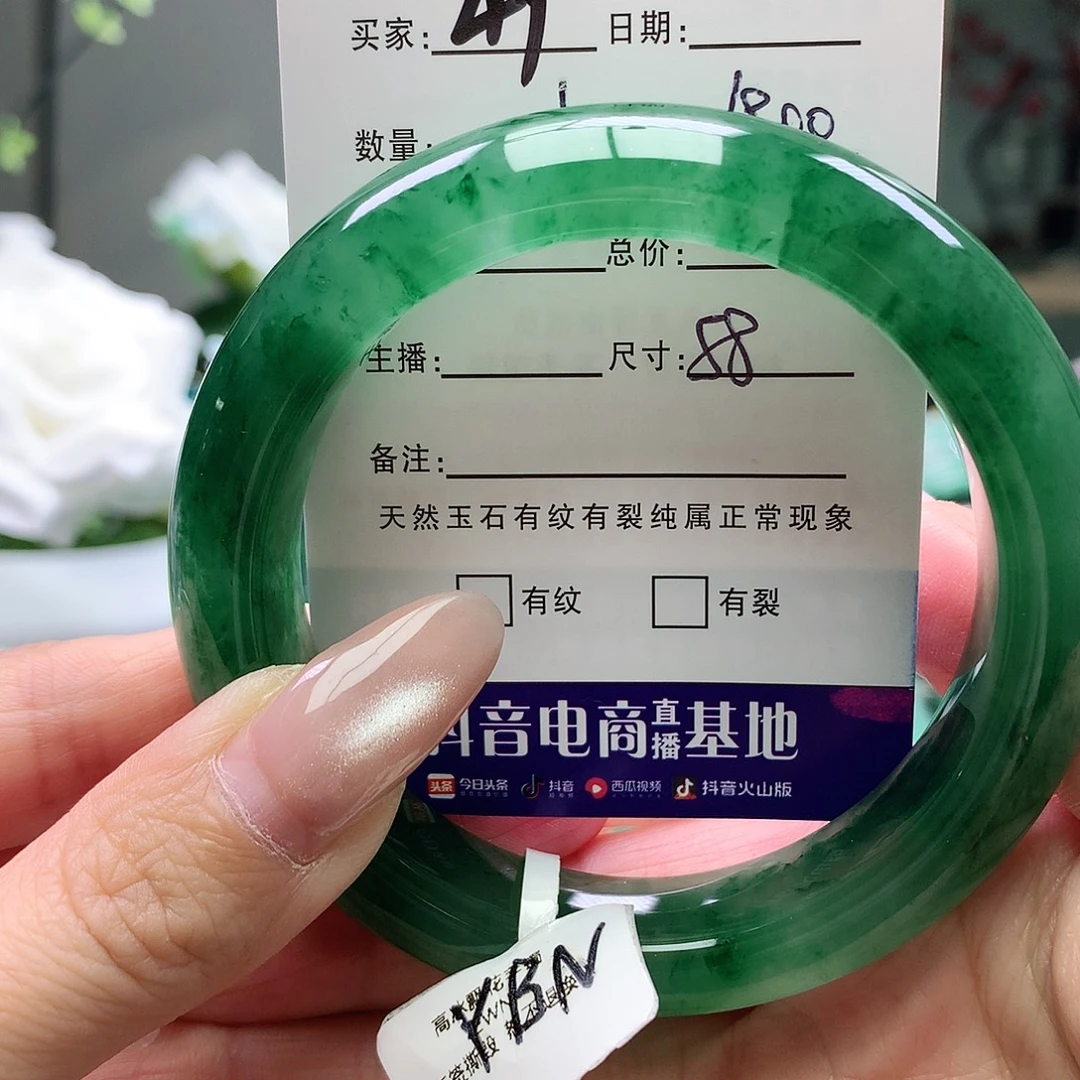 买家: 日期:
1 1800
数量:
总价:
主播: 尺寸: 58
备注:
天然玉石有纹有裂纯属正常现象
有纹 有裂
抖音电商直播基地
头条 今日头条 抖音 西瓜视频 抖音火山版
YBN